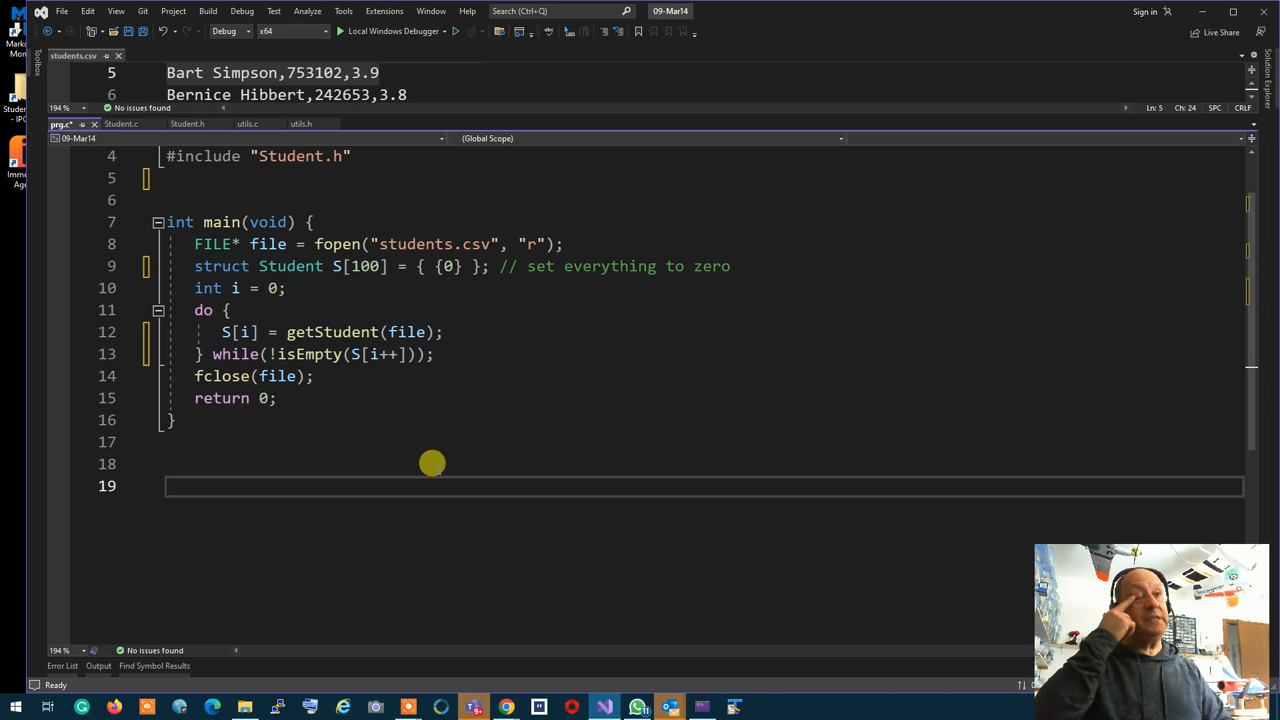 File Edit View Git Project Build Debug Test Analyze Tools Extensions Window Help Search (Ctrl+Q) 09-Mar14 Sign in
Debug x64 Local Windows Debugger Live Share
students.csv
Toolbox
Solution Explorer
5 Bart Simpson,753102,3.9
6 Bernice Hibbert,242653,3.8
194 % No issues found Ln: 5 Ch: 24 SPC CRLF
prg.c* Student.c Student.h utils.c utils.h
09-Mar14 (Global Scope)
4 #include "Student.h"
5
6
7 int main(void) {
8 FILE* file = fopen("students.csv", "r");
9 struct Student S[100] = { {0} }; // set everything to zero
10 int i = 0;
11 do {
12 S[i] = getStudent(file);
13 } while(!isEmpty(S[i++]));
14 fclose(file);
15 return 0;
16 }
17
18
19
194 % No issues found
Error List Output Find Symbol Results
Ready